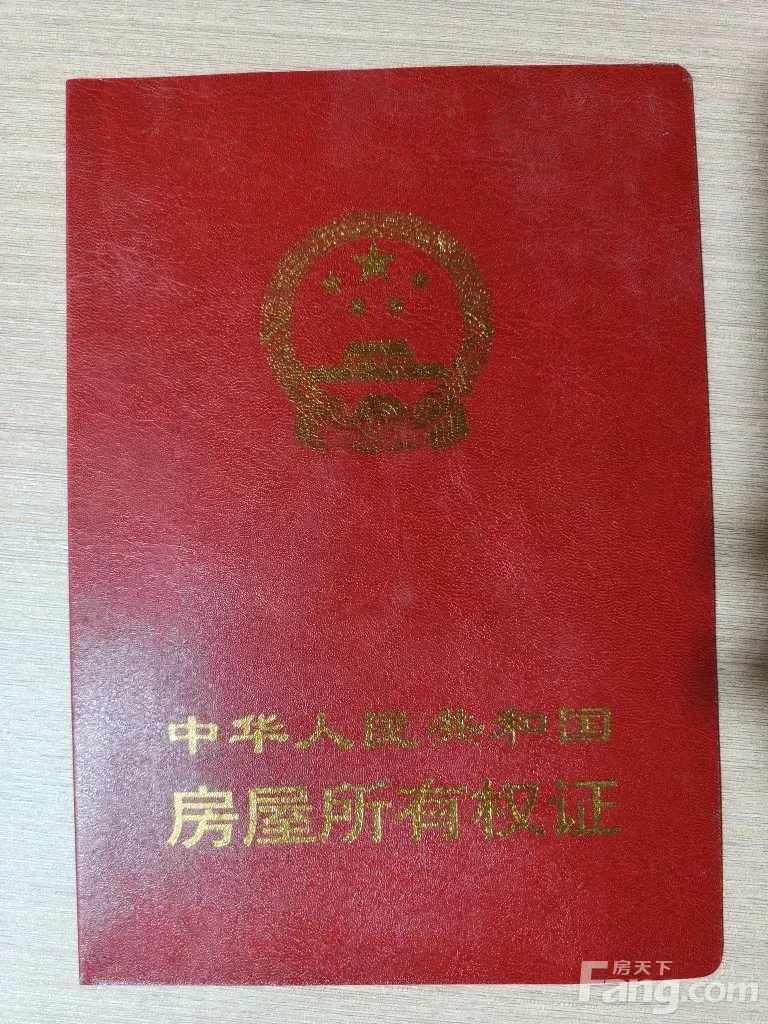 中华人民共和国
房屋所有权证
房天下
Fang.com